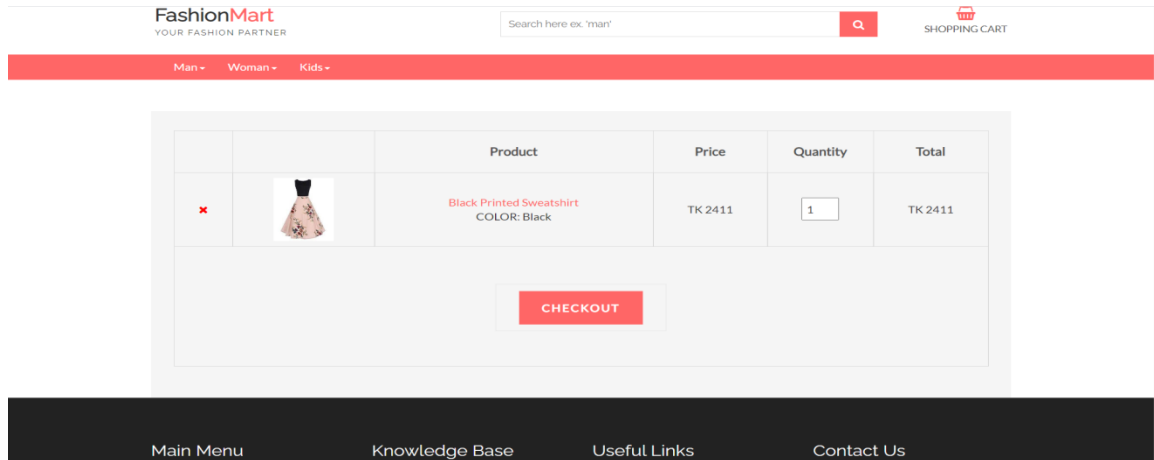 FashionMart
YOUR FASHION PARTNER
Search here ex. 'man'
SHOPPING CART
Man Woman Kids
Product Price Quantity Total
Black Printed Sweatshirt
COLOR: Black
TK 2411 1 TK 2411
CHECKOUT
Main Menu Knowledge Base Useful Links Contact Us